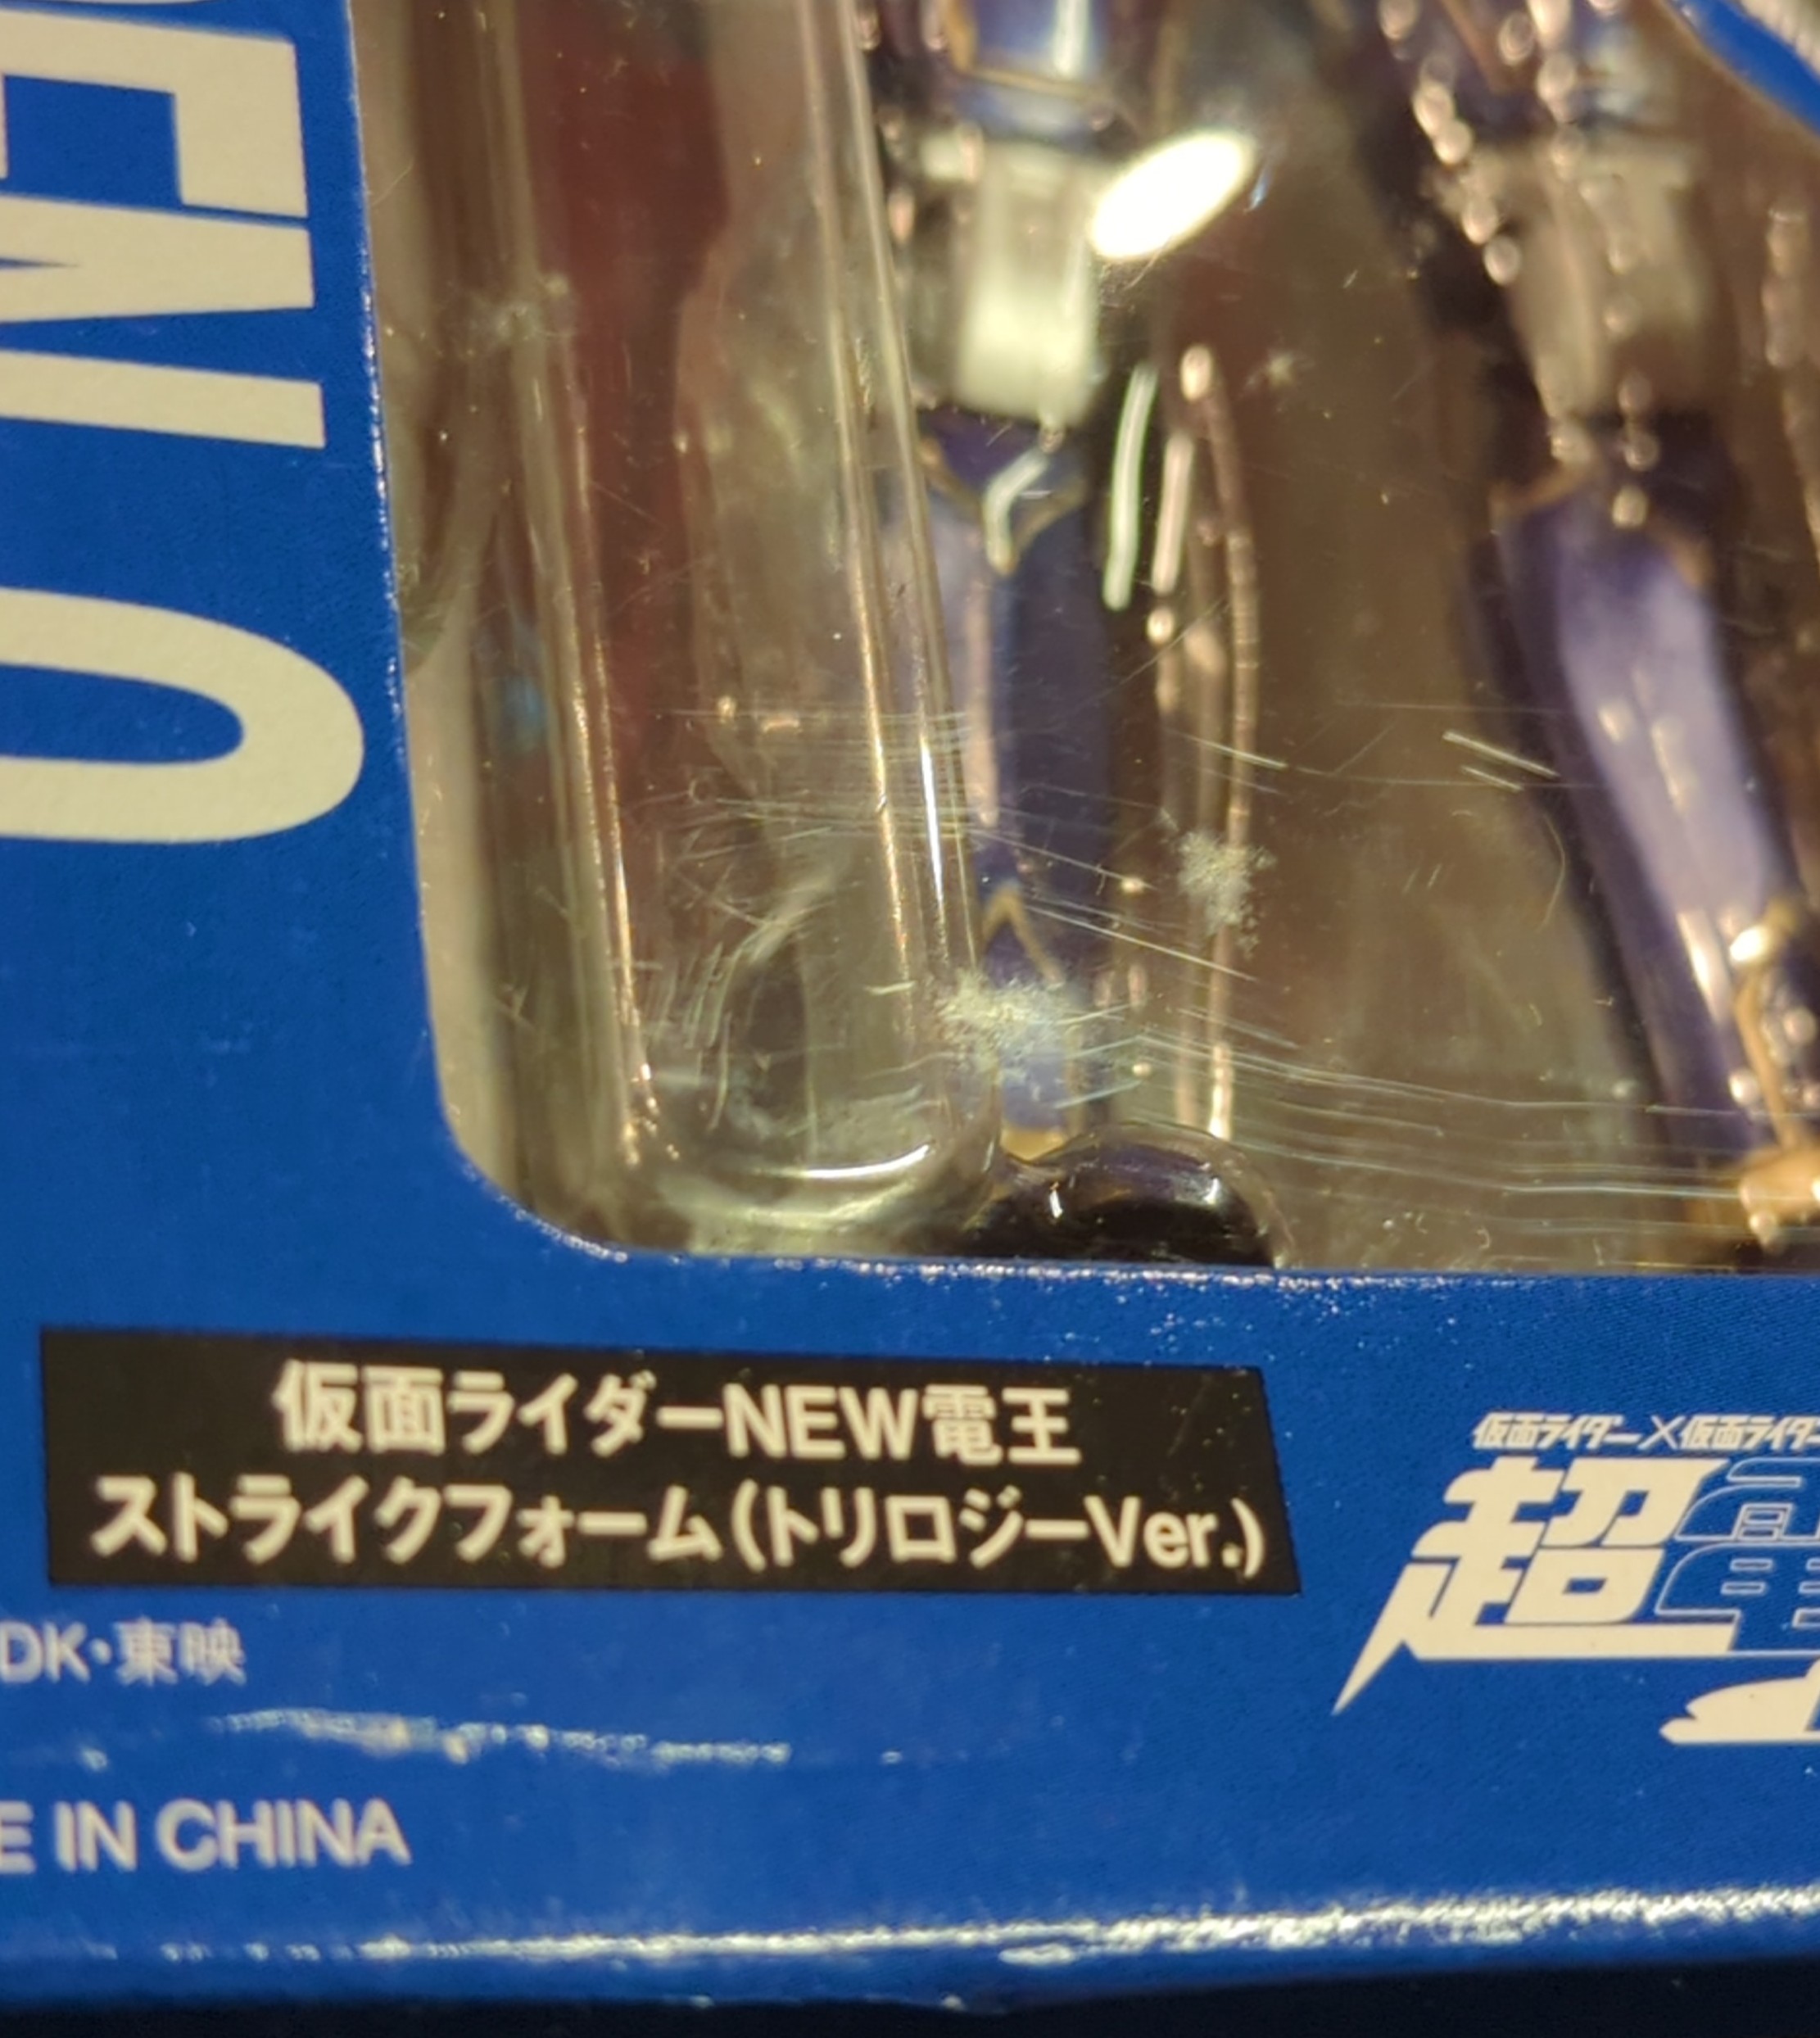 DEN-O
仮面ライダーNEW電王
ストライクフォーム(トリロジーVer.)
仮面ライダー×仮面ライダー
超電
DK・東映
E IN CHINA